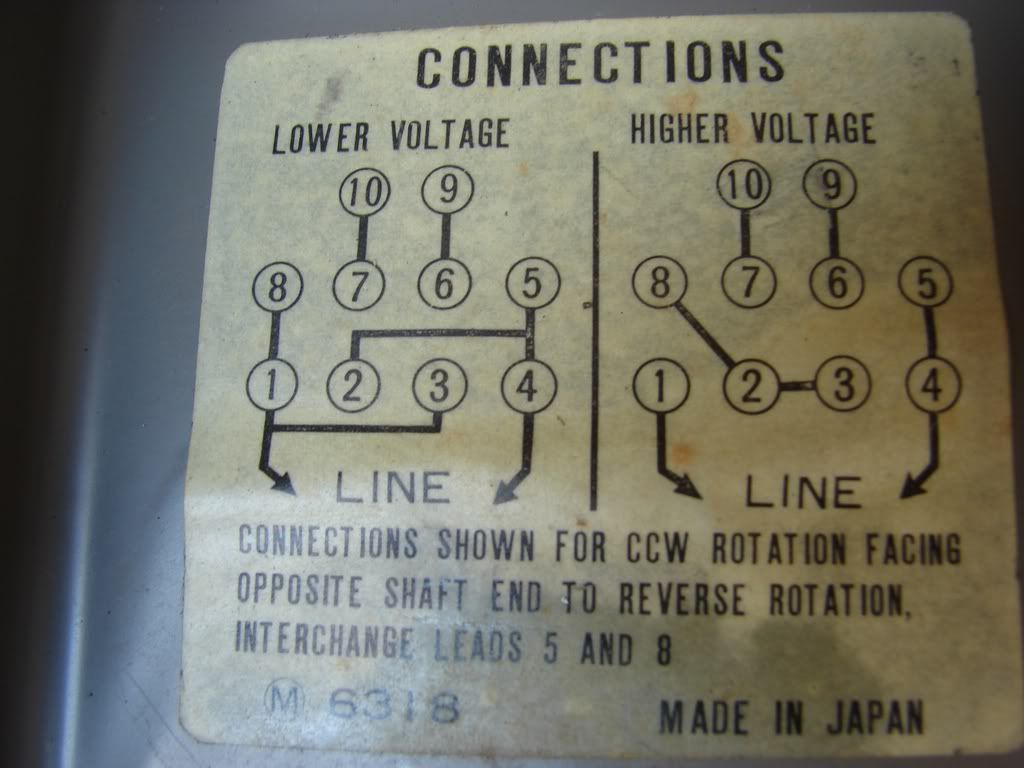 CONNECTIONS
LOWER VOLTAGE
10 9
8 7 6 5
1 2 3 4
LINE
HIGHER VOLTAGE
10 9
8 7 6 5
1 2 3 4
LINE
CONNECTIONS SHOWN FOR CCW ROTATION FACING
OPPOSITE SHAFT END TO REVERSE ROTATION,
INTERCHANGE LEADS 5 AND 8
M 6318
MADE IN JAPAN